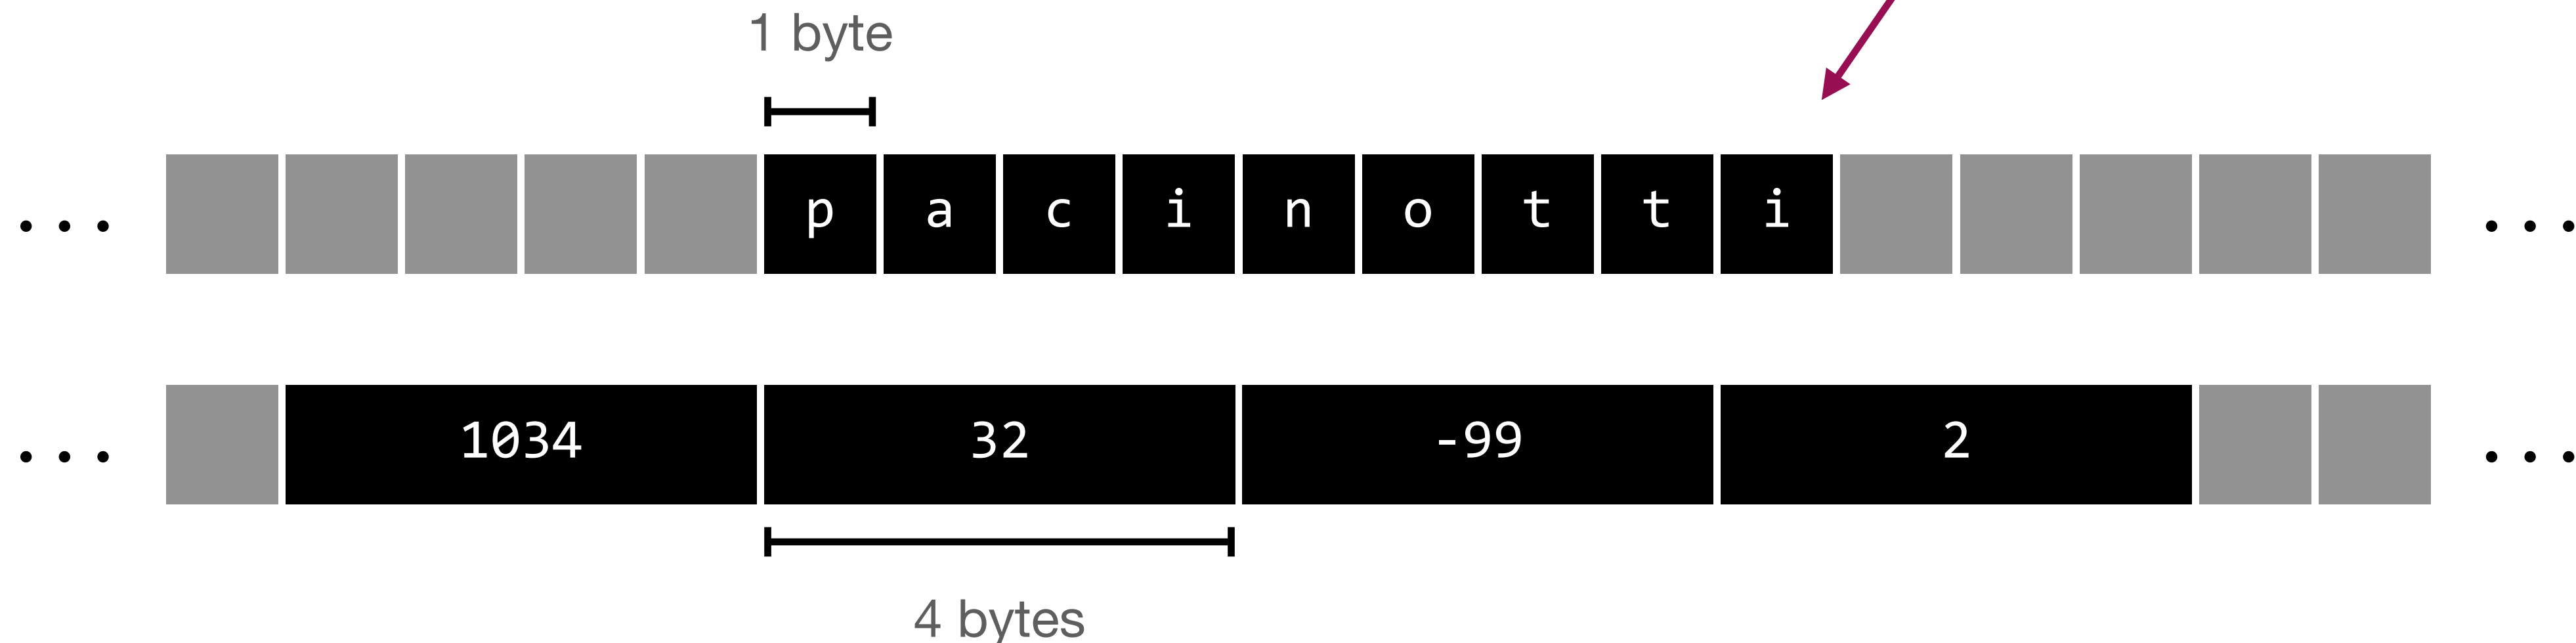 1 byte
... p a c i n o t t i ...
... 1034 32 -99 2 ...
4 bytes